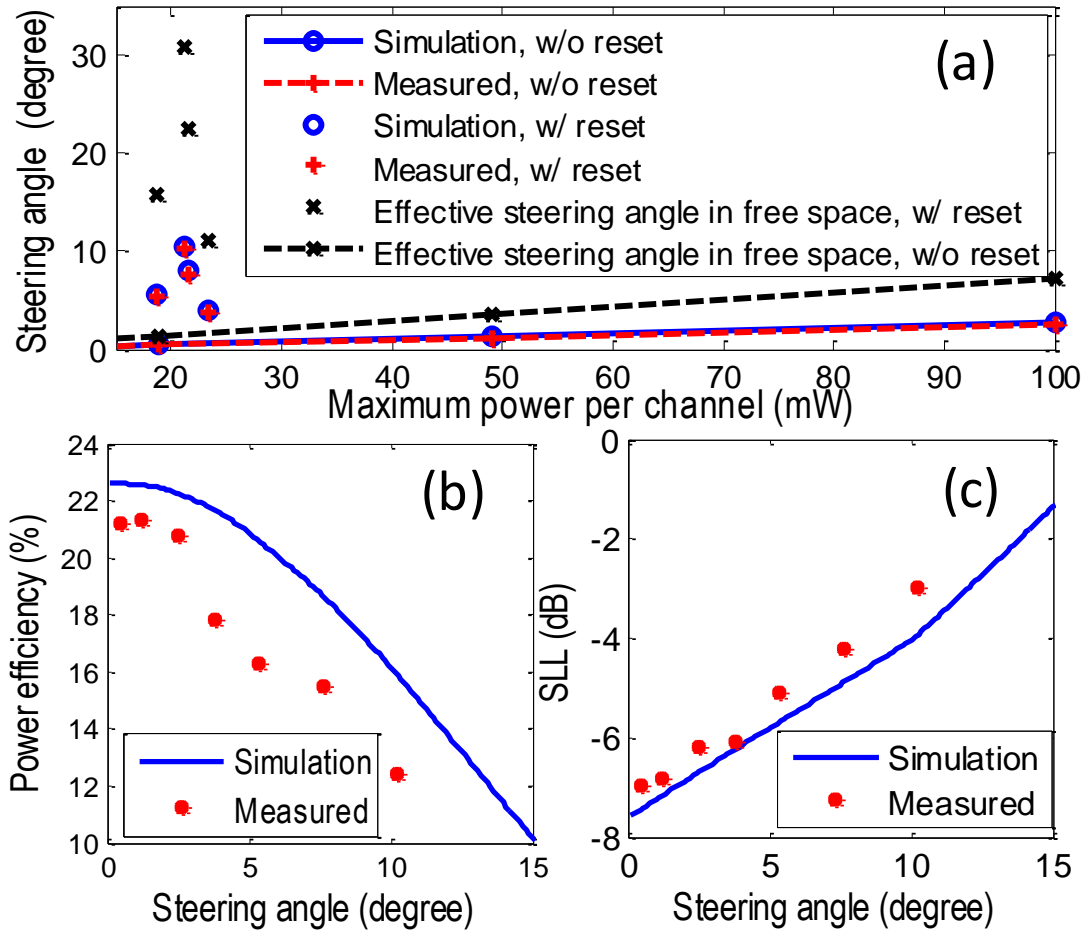 (a)
Simulation, w/o reset
Measured, w/o reset
Simulation, w/ reset
Measured, w/ reset
Effective steering angle in free space, w/ reset
Effective steering angle in free space, w/o reset
Steering angle (degree)
30
20
10
0
20 30 40 50 60 70 80 90 100
Maximum power per channel (mW)
(b)
Power efficiency (%)
24
22
20
18
16
14
12
10
Simulation
Measured
0 5 10 15
Steering angle (degree)
(c)
SLL (dB)
0
-2
-4
-6
-8
Simulation
Measured
0 5 10 15
Steering angle (degree)